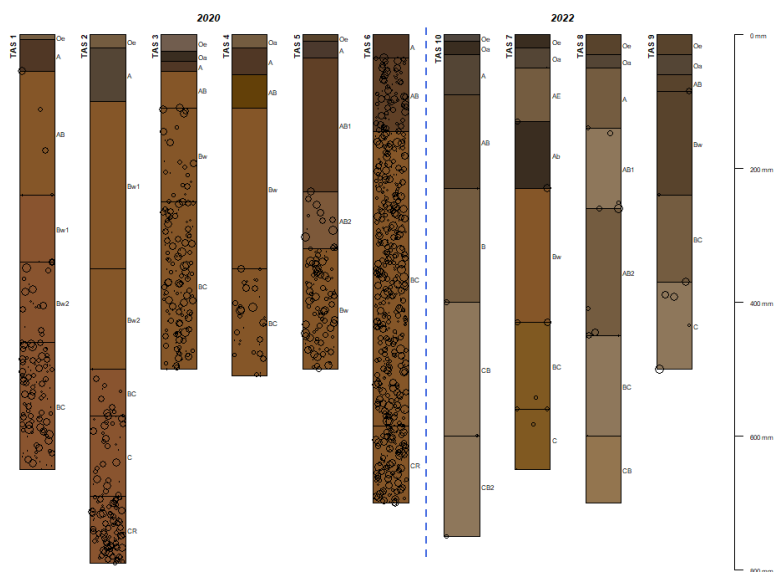 2020
2022
TAS 1
Oe
A
AB
Bw1
Bw2
BC
TAS 2
Oe
A
Bw1
Bw2
BC
C
CR
TAS 3
Oe
Oa
A
AB
Bw
BC
TAS 4
Oa
A
AB
Bw
BC
TAS 5
Oe
A
AB1
AB2
Bw
TAS 6
A
AB
BC
CR
TAS 10
Oe
Oa
A
AB
B
CB
CB2
TAS 7
Oe
Oa
AE
Ab
Bw
BC
C
TAS 8
Oe
Oa
A
AB1
AB2
BC
CB
TAS 9
Oe
Oa
AB
Bw
BC
C
0 mm
200 mm
400 mm
600 mm
800 mm